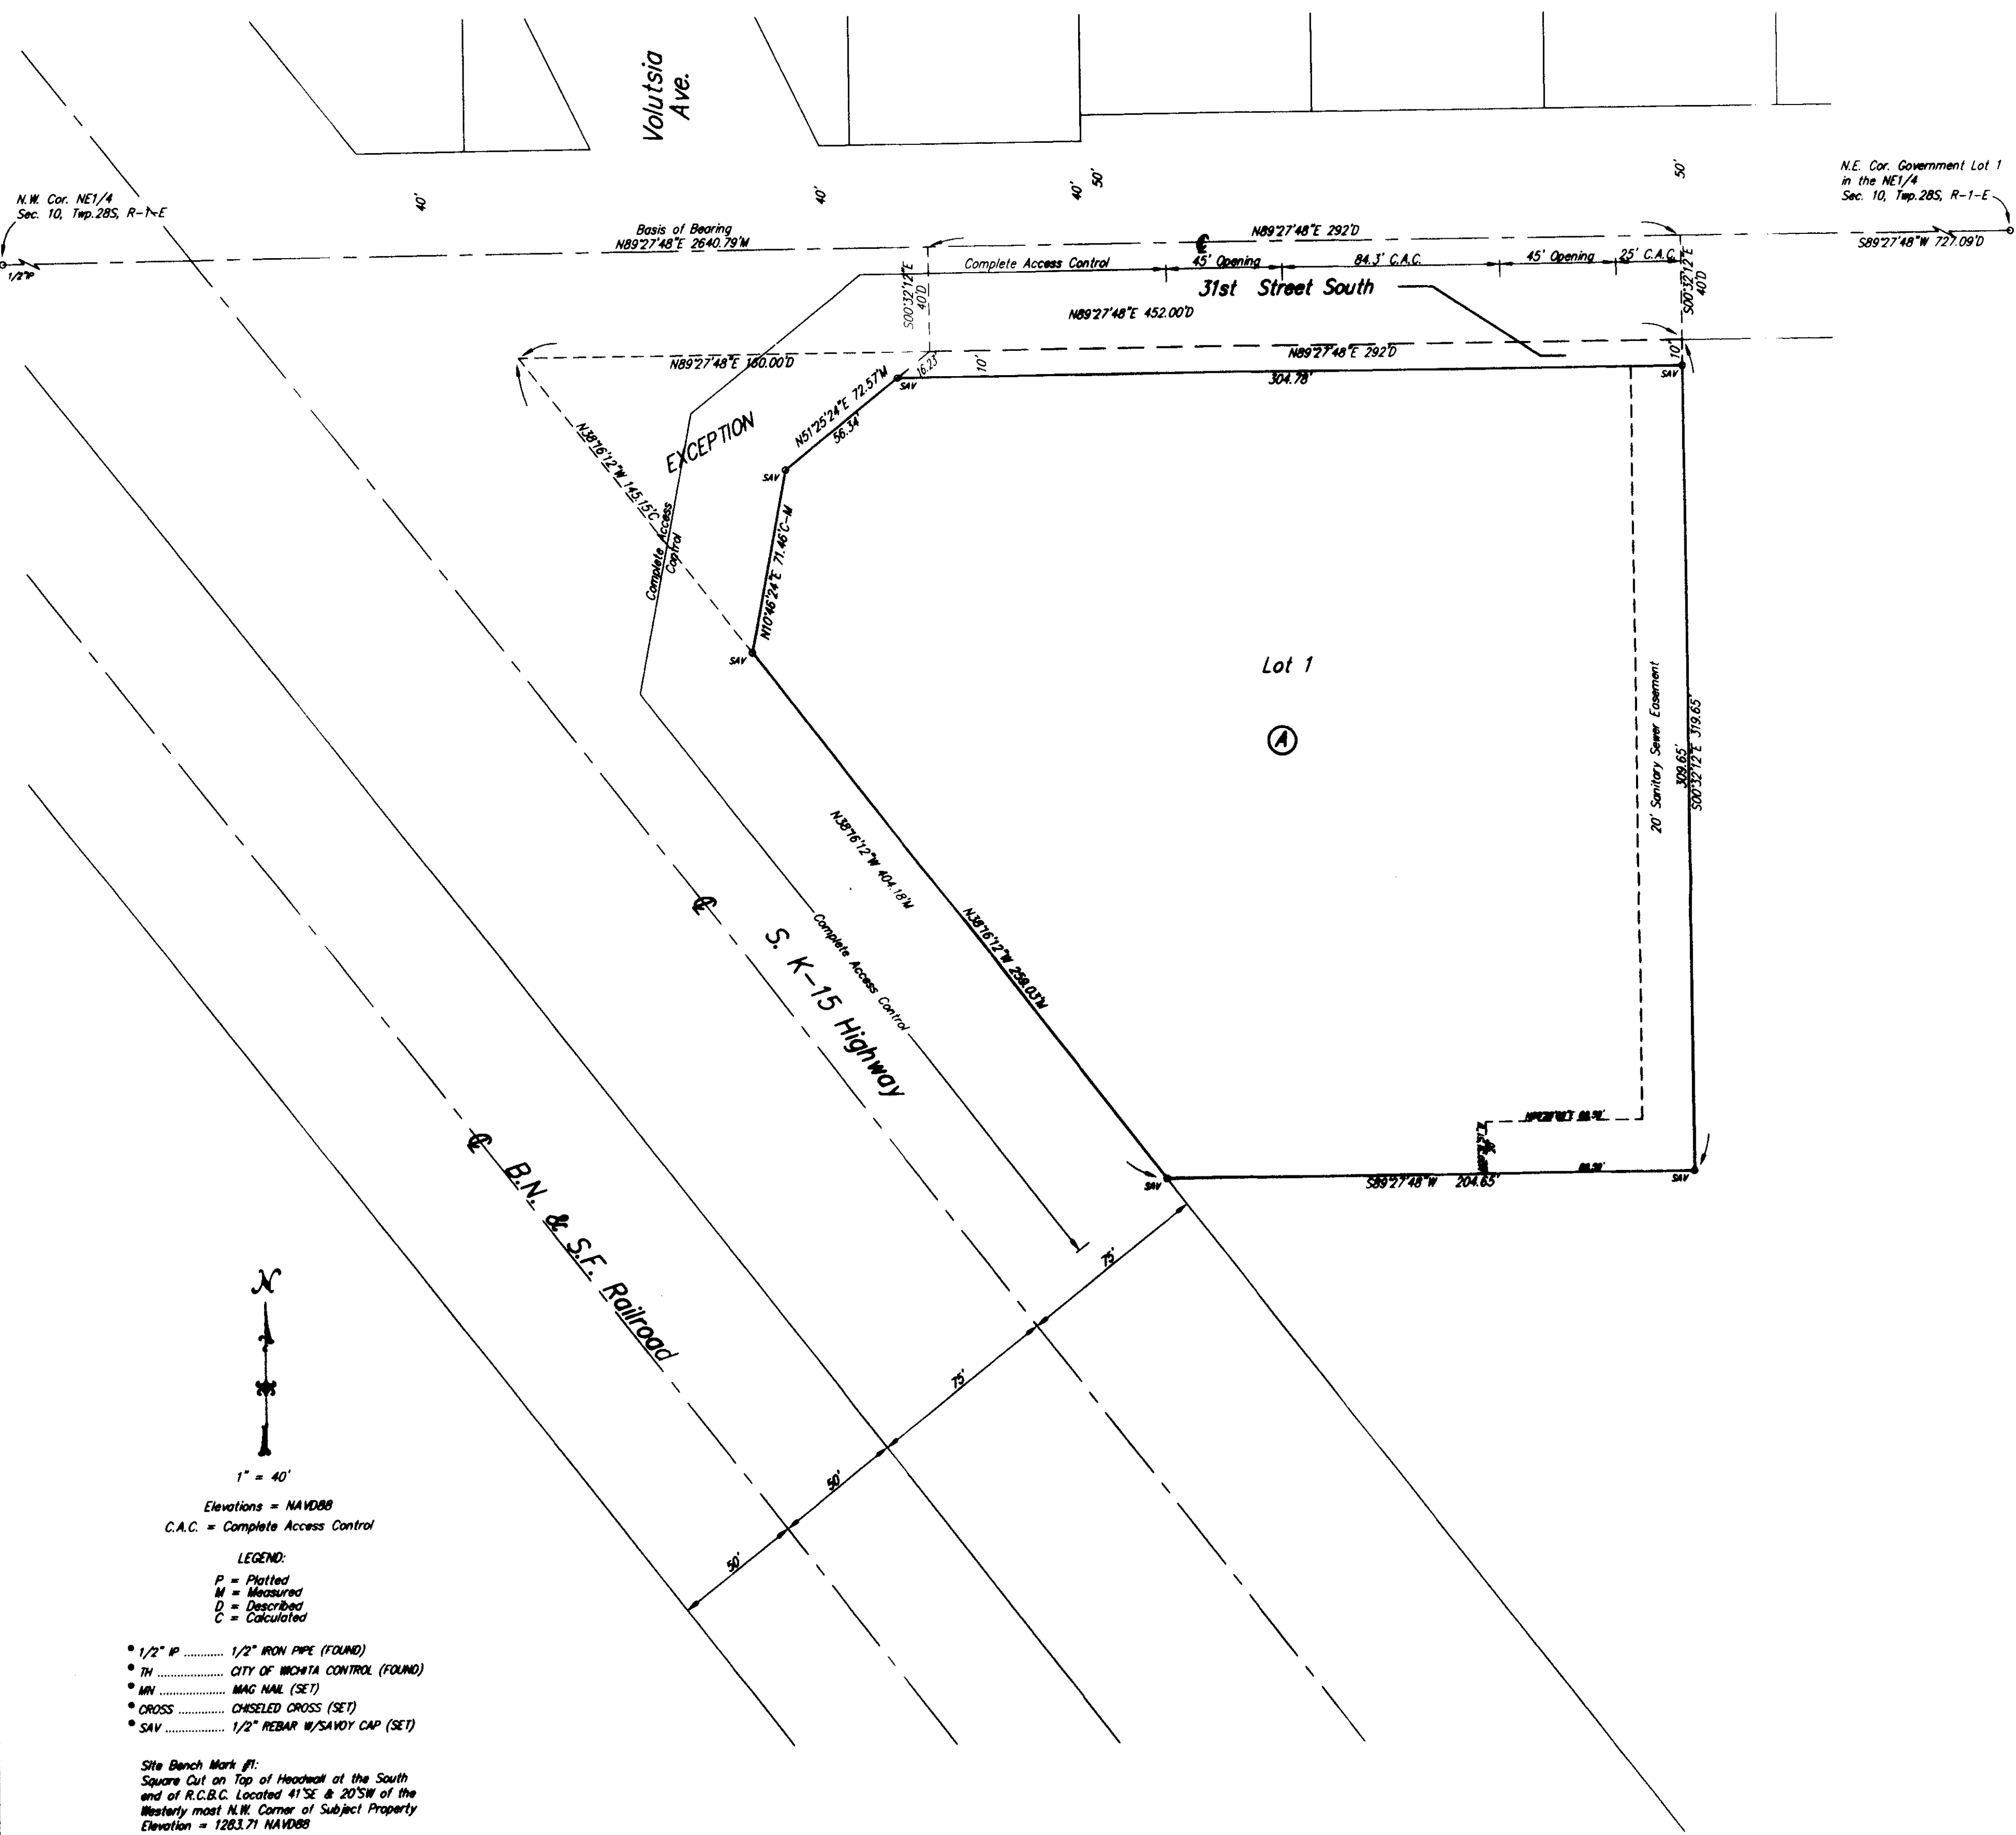 Volutsia
Ave.
N.W. Cor. NE1/4
Sec. 10, Twp.28S, R-1-E
1/2"P
40'
40'
40'
50'
50'
N.E. Cor. Government Lot 1
in the NE1/4
Sec. 10, Twp.28S, R-1-E
Basis of Bearing
N89°27'48"E 2640.79'M
N89°27'48"E 292'D
S89°27'48"W 727.09'D
Complete Access Control
45' Opening
84.3' C.A.C.
45' Opening
25' C.A.C.
S00°32'12"E
40'D
S00°32'12"E
40'D
31st Street South
N89°27'48"E 452.00'D
N89°27'48"E 160.00'D
16.23'
10'
N89°27'48"E 292'D
10'
304.78'
SAV
SAV
N51°25'24"E 72.57'M
56.34'
EXCEPTION
N38°16'12"W 145.15'C
SAV
Complete Access
Control
N10°46'24"E 71.46'C-M
SAV
Lot 1
A
20' Sanitary Sewer Easement
309.65'
S00°32'12"E 319.65'
N38°16'12"W 404.18'M
N38°16'12"W 259.03'M
Complete Access Control
S. K-15 Highway
SAV
S89°27'48"W 204.65'
SAV
B.N. & S.F. Railroad
75'
75'
50'
50'
N
1" = 40'
Elevations = NAVD88
C.A.C. = Complete Access Control
LEGEND:
P = Platted
M = Measured
D = Described
C = Calculated
1/2" IP ............ 1/2" IRON PIPE (FOUND)
TH .................... CITY OF WICHITA CONTROL (FOUND)
MN .................... MAG NAIL (SET)
CROSS .............. CHISELED CROSS (SET)
SAV .................. 1/2" REBAR W/SAVOY CAP (SET)
Site Bench Mark #1:
Square Cut on Top of Headwall at the South
end of R.C.B.C. Located 41'SE & 20'SW of the
Westerly most N.W. Corner of Subject Property
Elevation = 1283.71 NAVD88